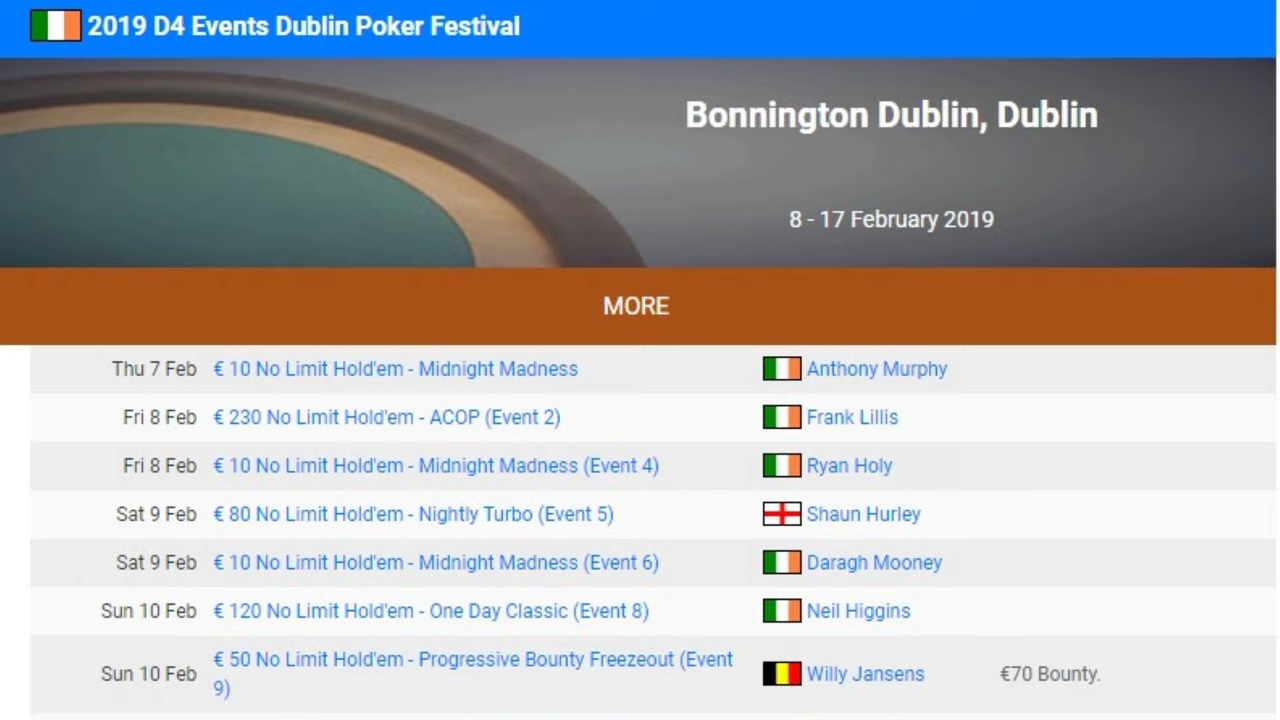 2019 D4 Events Dublin Poker Festival
Bonnington Dublin, Dublin
8 - 17 February 2019
MORE
Thu 7 Feb € 10 No Limit Hold'em - Midnight Madness Anthony Murphy
Fri 8 Feb € 230 No Limit Hold'em - ACOP (Event 2) Frank Lillis
Fri 8 Feb € 10 No Limit Hold'em - Midnight Madness (Event 4) Ryan Holy
Sat 9 Feb € 80 No Limit Hold'em - Nightly Turbo (Event 5) Shaun Hurley
Sat 9 Feb € 10 No Limit Hold'em - Midnight Madness (Event 6) Daragh Mooney
Sun 10 Feb € 120 No Limit Hold'em - One Day Classic (Event 8) Neil Higgins
Sun 10 Feb € 50 No Limit Hold'em - Progressive Bounty Freezeout (Event
9) Willy Jansens €70 Bounty.